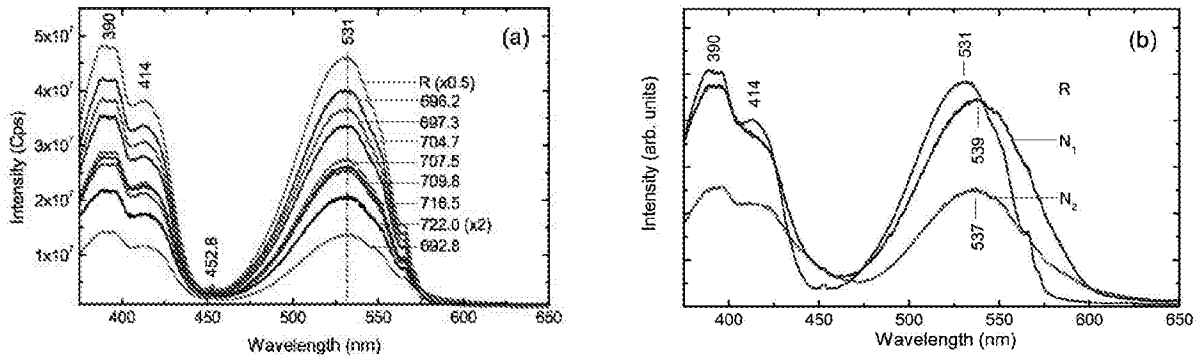 (a)
390
414
531
5x10⁷
4x10⁷
3x10⁷
2x10⁷
1x10⁷
Intensity (Cps)
R (x0.5)
696.2
697.3
704.7
707.5
709.8
716.5
722.0 (x2)
692.8
452.8
400 450 500 550 600 650
Wavelength (nm)
(b)
390
414
531
R
N₁
539
N₂
537
Intensity (arb. units)
400 450 500 550 600 650
Wavelength (nm)